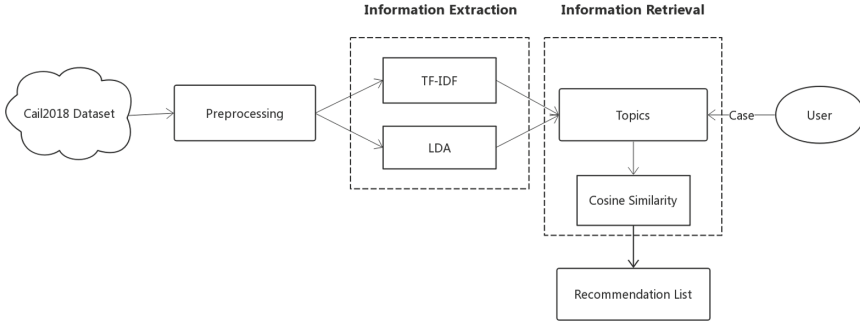 Information Extraction
Information Retrieval
Cail2018 Dataset
Preprocessing
TF-IDF
LDA
Topics
Case
User
Cosine Similarity
Recommendation List